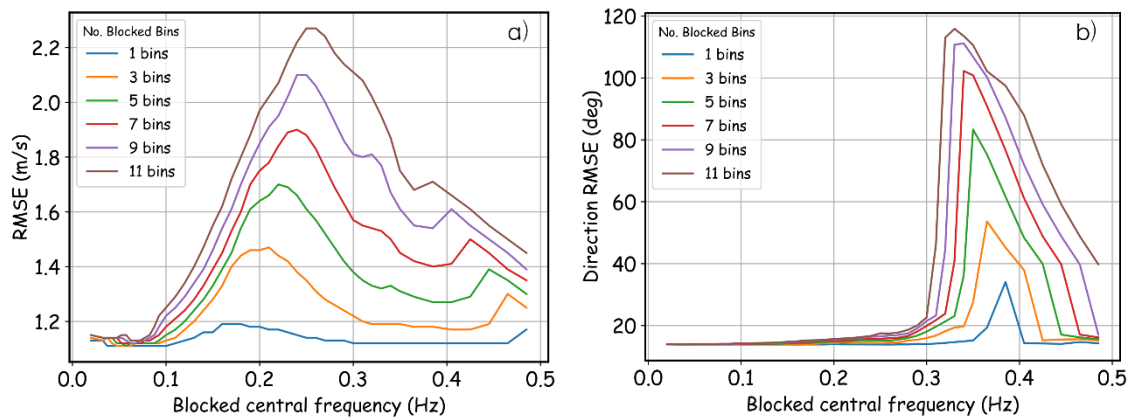 a)
No. Blocked Bins
1 bins
3 bins
5 bins
7 bins
9 bins
11 bins
2.2
2.0
1.8
1.6
1.4
1.2
RMSE (m/s)
0.0 0.1 0.2 0.3 0.4 0.5
Blocked central frequency (Hz)
b)
No. Blocked Bins
1 bins
3 bins
5 bins
7 bins
9 bins
11 bins
120
100
80
60
40
20
Direction RMSE (deg)
0.0 0.1 0.2 0.3 0.4 0.5
Blocked central frequency (Hz)